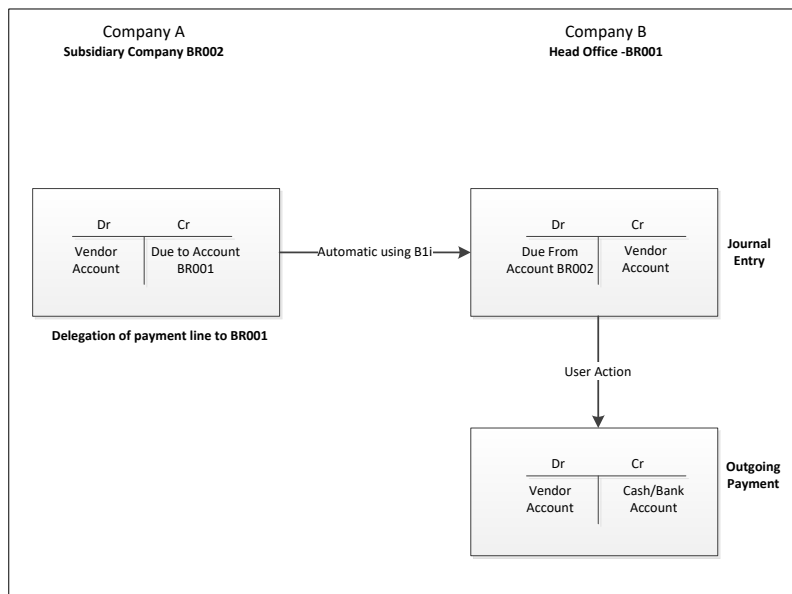 Company A
Subsidiary Company BR002
Company B
Head Office -BR001
Dr Cr
Vendor Account
Due to Account BR001
Delegation of payment line to BR001
Automatic using B1i
Dr Cr
Due From Account BR002
Vendor Account
Journal
Entry
User Action
Dr Cr
Vendor Account
Cash/Bank Account
Outgoing
Payment